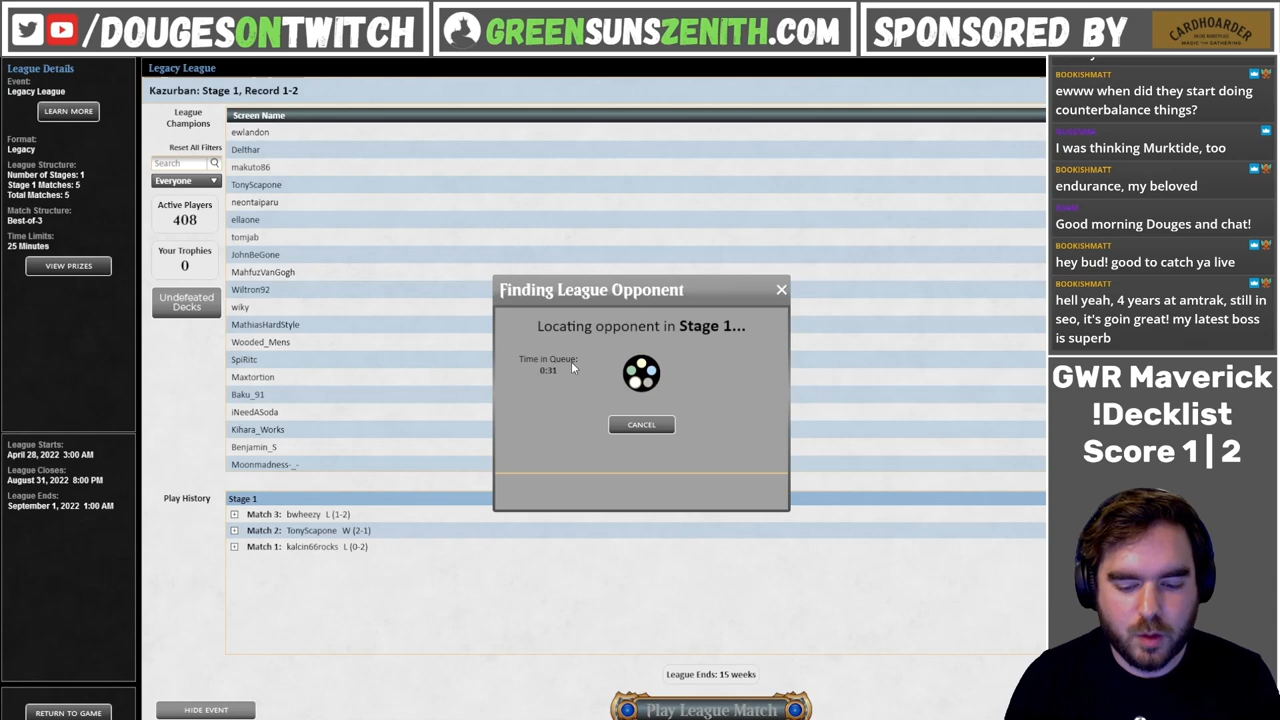 /DOUGESONTWITCH
GREENSUNSZENITH.COM
SPONSORED BY
CARDHOARDER
League Details
Event:
Legacy League
LEARN MORE
Format:
Legacy
League Structure:
Number of Stages: 1
Stage 1 Matches: 5
Total Matches: 5
Match Structure:
Best-of-3
Time Limits:
25 Minutes
VIEW PRIZES
League Starts:
April 28, 2022 3:00 AM
League Closes:
August 31, 2022 8:00 PM
League Ends:
September 1, 2022 1:00 AM
RETURN TO GAME
Legacy League
Kazurban: Stage 1, Record 1-2
League
Champions
Reset All Filters
Search
Everyone
Active Players
408
Your Trophies
0
Undefeated
Decks
Screen Name
ewlandon
Delthar
makuto86
TonyScapone
neontaiparu
ellaone
tomjab
JohnBeGone
MahfuzVanGogh
Wiltron92
wiky
MathiasHardStyle
Wooded_Mens
SpiRitc
Maxtortion
Baku_91
iNeedASoda
Kihara_Works
Benjamin_S
Moonmadness-_-
Finding League Opponent
Locating opponent in Stage 1...
Time in Queue:
0:31
CANCEL
Play History
Stage 1
Match 3: bwheezy L (1-2)
Match 2: TonyScapone W (2-1)
Match 1: kalcin66rocks L (0-2)
League Ends: 15 weeks
HIDE EVENT
Play League Match
BOOKISHMATT
ewww when did they start doing
counterbalance things?
I was thinking Murktide, too
BOOKISHMATT
endurance, my beloved
Good morning Douges and chat!
BOOKISHMATT
hey bud! good to catch ya live
BOOKISHMATT
hell yeah, 4 years at amtrak, still in
seo, it's goin great! my latest boss
is superb
GWR Maverick
!Decklist
Score 1 | 2